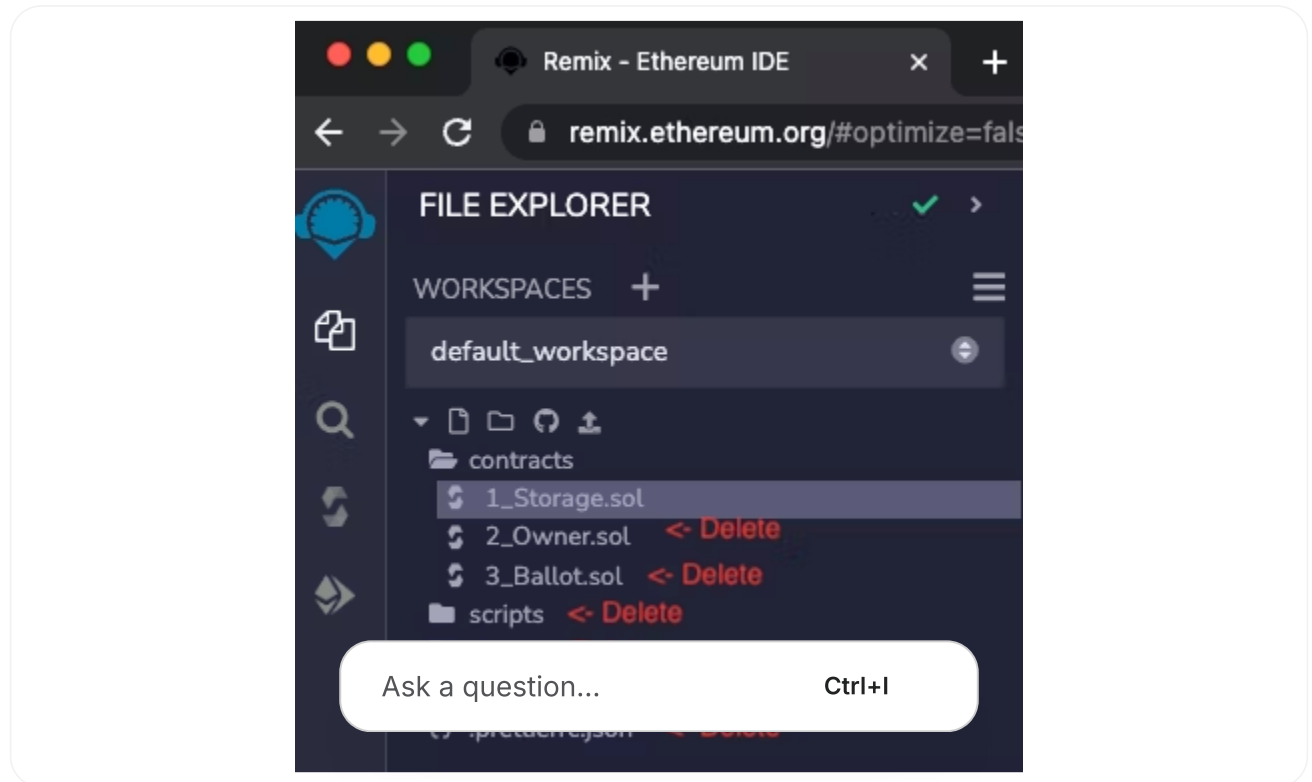 Remix - Ethereum IDE
remix.ethereum.org/#optimize=fals
FILE EXPLORER
WORKSPACES
default_workspace
contracts
1_Storage.sol
2_Owner.sol <- Delete
3_Ballot.sol <- Delete
scripts <- Delete
Ask a question... Ctrl+I